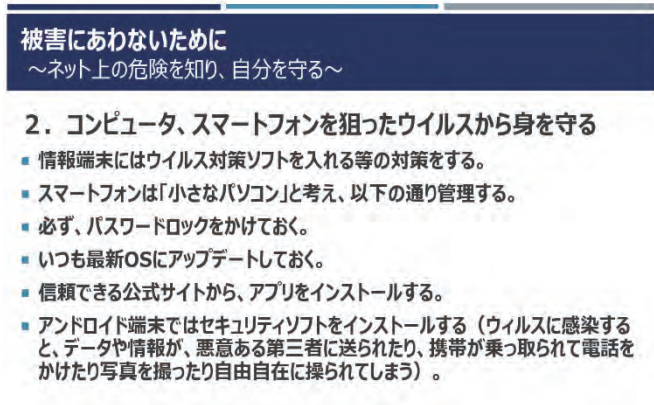 被害にあわないために
～ネット上の危険を知り、自分を守る～
２．コンピュータ、スマートフォンを狙ったウイルスから身を守る
▪ 情報端末にはウイルス対策ソフトを入れる等の対策をする。
▪ スマートフォンは「小さなパソコン」と考え、以下の通り管理する。
▪ 必ず、パスワードロックをかけておく。
▪ いつも最新OSにアップデートしておく。
▪ 信頼できる公式サイトから、アプリをインストールする。
▪ アンドロイド端末ではセキュリティソフトをインストールする（ウィルスに感染する
と、データや情報が、悪意ある第三者に送られたり、携帯が乗っ取られて電話を
かけたり写真を撮ったり自由自在に操られてしまう）。